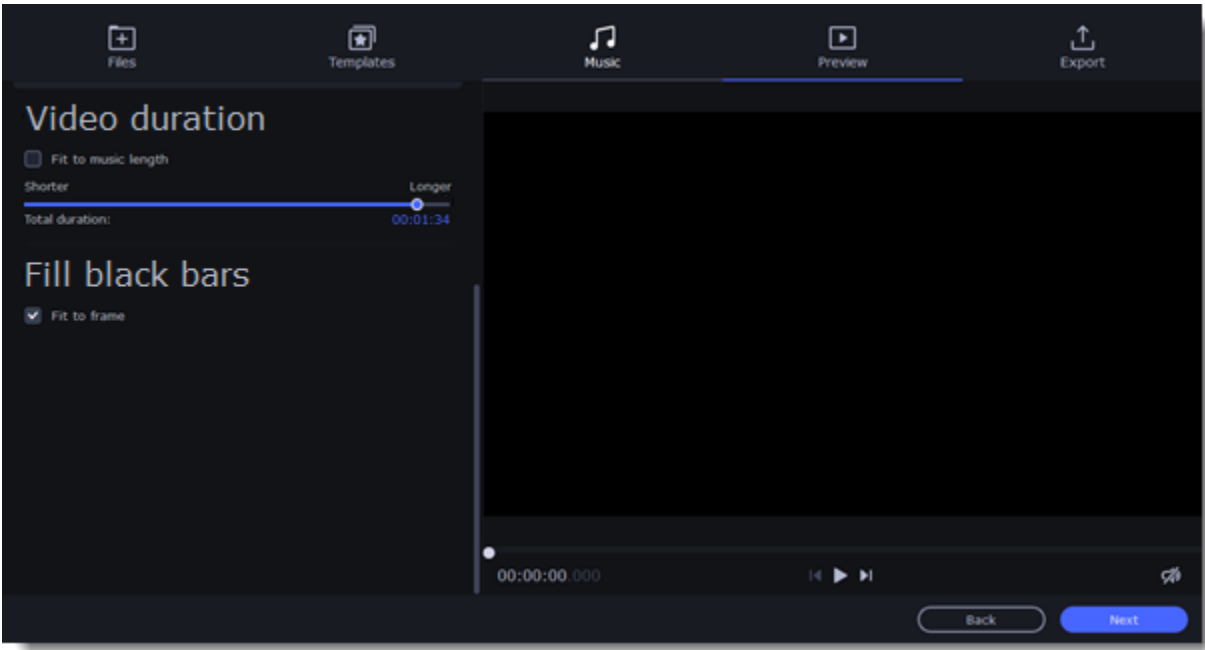 Files
Templates
Music
Preview
Export
Video duration
Fit to music length
Shorter
Longer
Total duration:
00:01:34
Fill black bars
Fit to frame
00:00:00.000
Back
Next